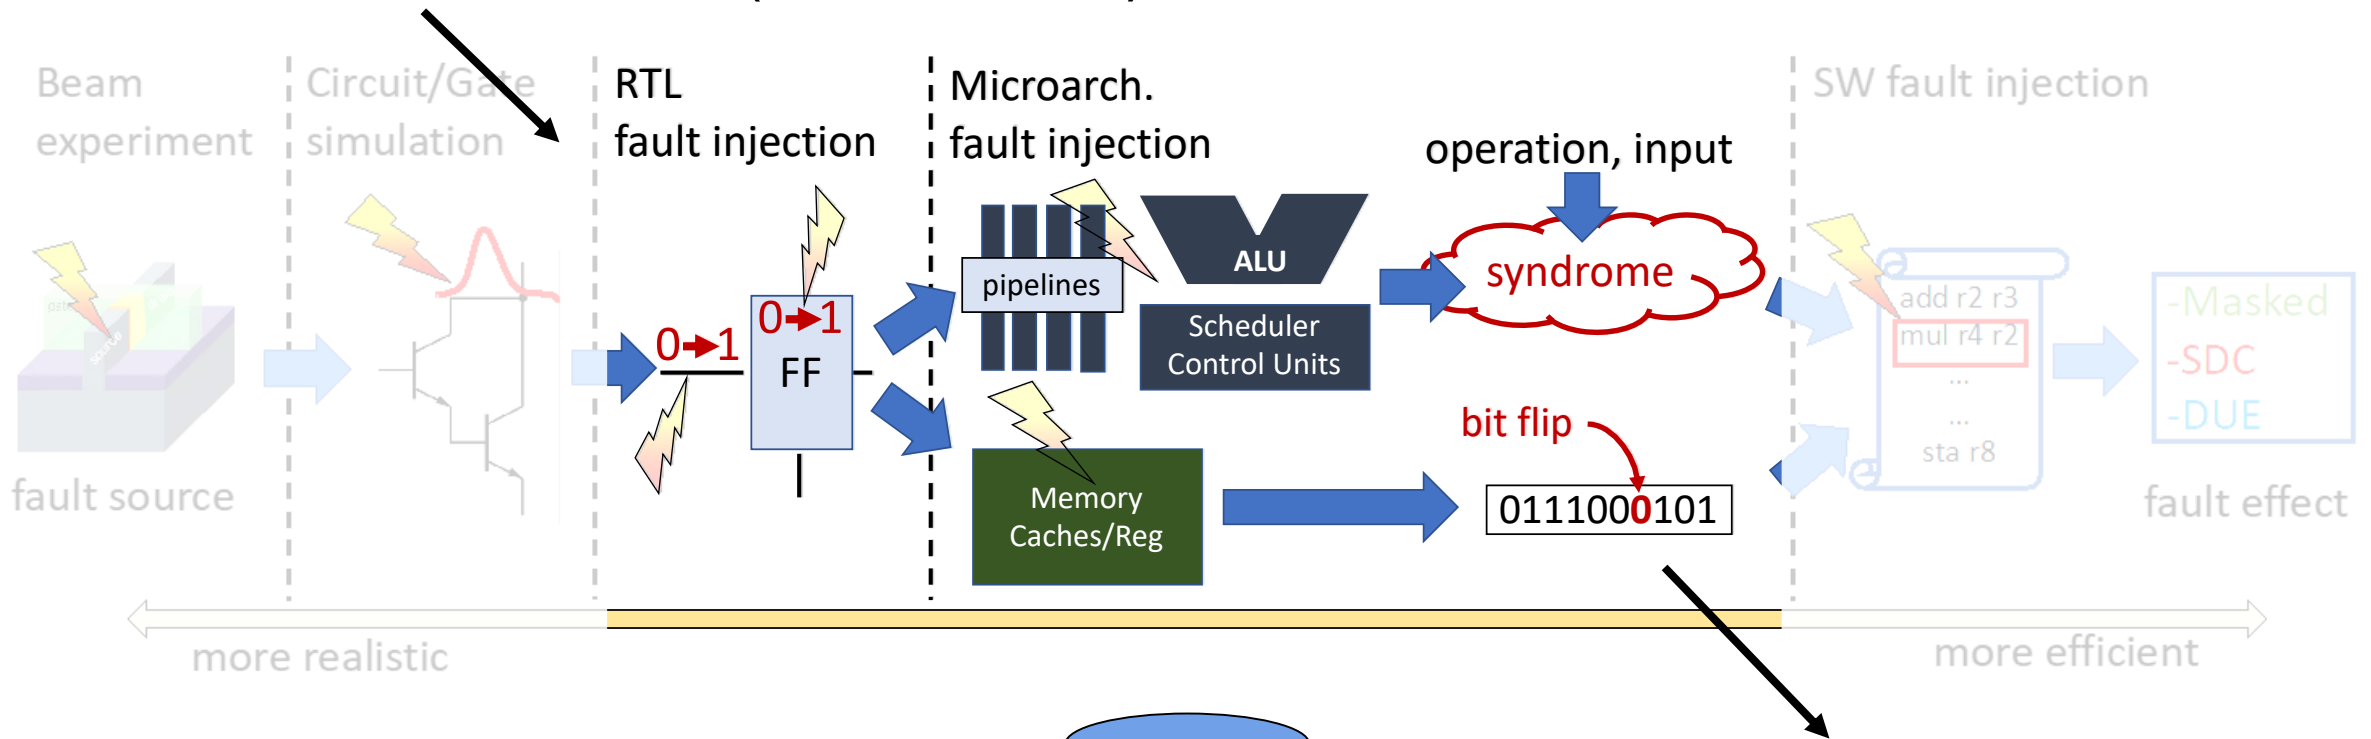 Beam
experiment
Circuit/Gate
simulation
RTL
fault injection
Microarch.
fault injection
operation, input
SW fault injection
pipelines
ALU
Scheduler
Control Units
syndrome
0 1
0 1
FF
source
add r2 r3
mul r4 r2
...
...
sta r8
-Masked
-SDC
-DUE
bit flip
0111000101
Memory
Caches/Reg
fault source
fault effect
more realistic
more efficient